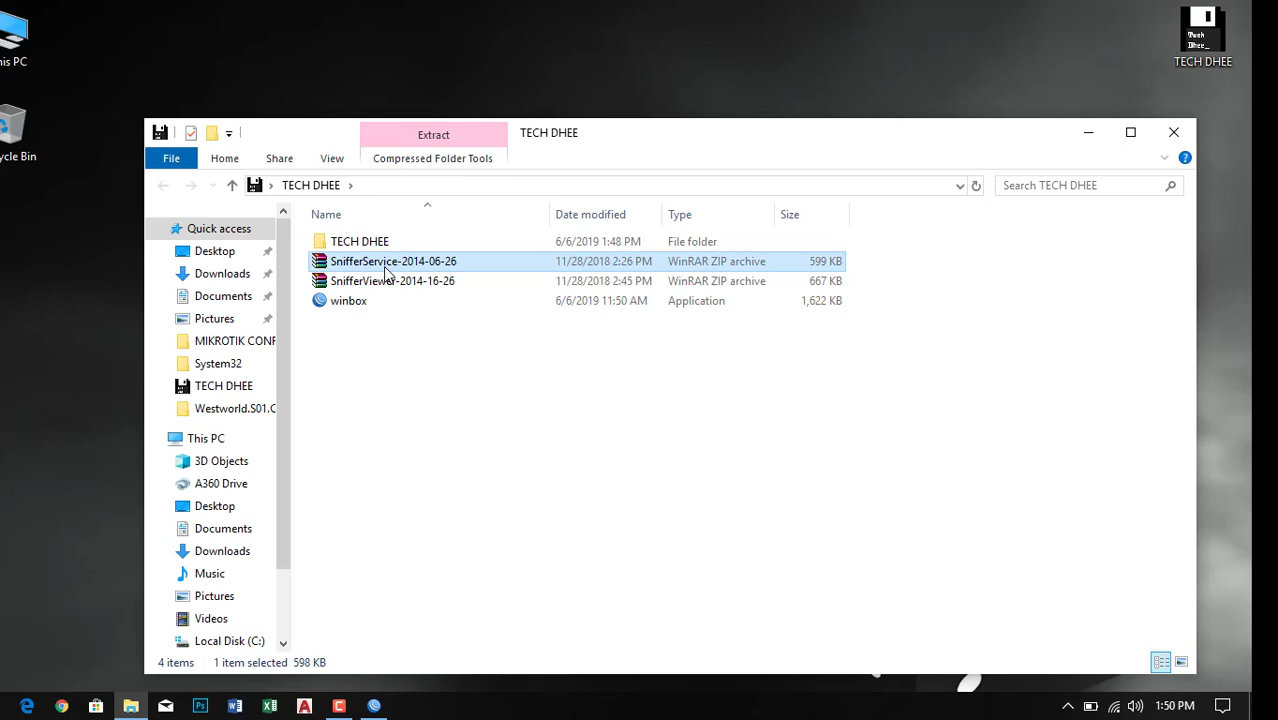 This PC
Recycle Bin
Tech
Dhee_
TECH DHEE
Extract
TECH DHEE
File
Home
Share
View
Compressed Folder Tools
TECH DHEE
Search TECH DHEE
Name
Date modified
Type
Size
Quick access
Desktop
Downloads
Documents
Pictures
MIKROTIK CONF
System32
TECH DHEE
Westworld.S01.C
This PC
3D Objects
A360 Drive
Desktop
Documents
Downloads
Music
Pictures
Videos
Local Disk (C:)
TECH DHEE 6/6/2019 1:48 PM File folder
SnifferService-2014-06-26 11/28/2018 2:26 PM WinRAR ZIP archive 599 KB
SnifferViewer-2014-16-26 11/28/2018 2:45 PM WinRAR ZIP archive 667 KB
winbox 6/6/2019 11:50 AM Application 1,622 KB
4 items 1 item selected 598 KB
1:50 PM